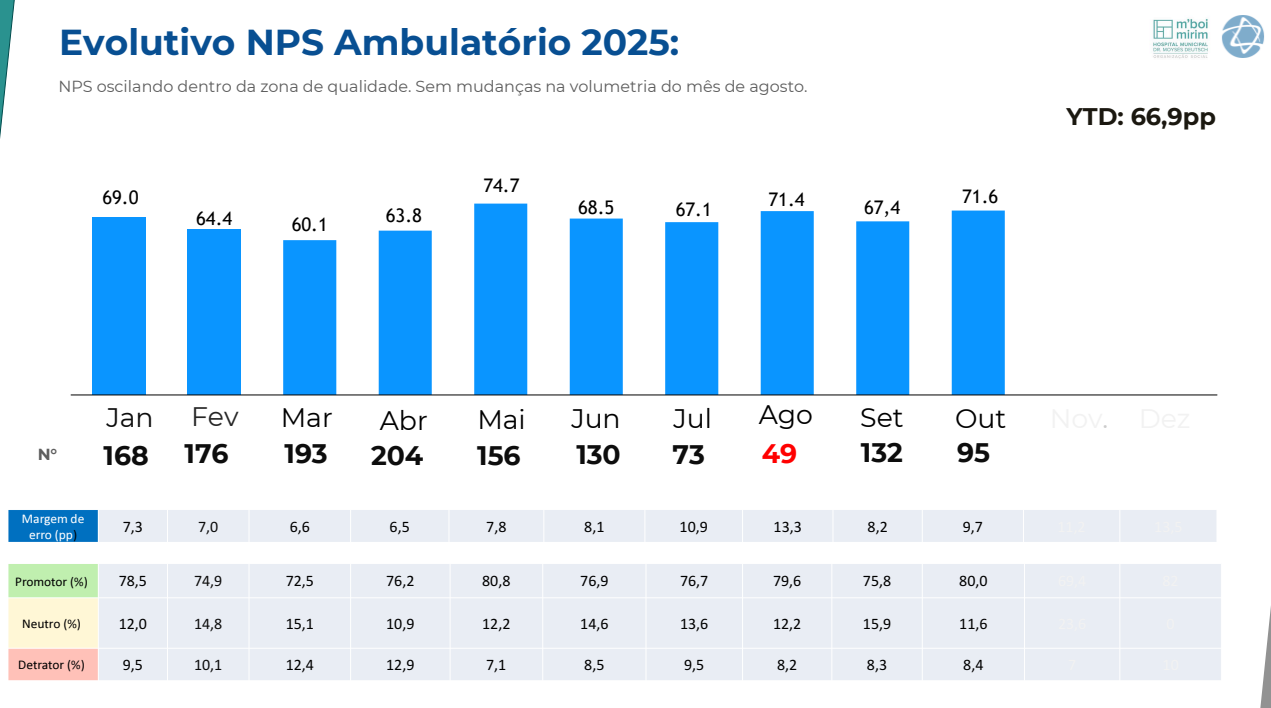 Evolutivo NPS Ambulatório 2025:
m'boi
mirim
HOSPITAL MUNICIPAL
DR. MOYSÉS DEUTSCH
ORGANIZAÇÃO SOCIAL
NPS oscilando dentro da zona de qualidade. Sem mudanças na volumetria do mês de agosto.
YTD: 66,9pp
69.0 64.4 60.1 63.8 74.7 68.5 67.1 71.4 67,4 71.6
Jan Fev Mar Abr Mai Jun Jul Ago Set Out Nov. Dez
N° 168 176 193 204 156 130 73 49 132 95
Margem de
erro (pp) 7,3 7,0 6,6 6,5 7,8 8,1 10,9 13,3 8,2 9,7
Promotor (%) 78,5 74,9 72,5 76,2 80,8 76,9 76,7 79,6 75,8 80,0
Neutro (%) 12,0 14,8 15,1 10,9 12,2 14,6 13,6 12,2 15,9 11,6
Detrator (%) 9,5 10,1 12,4 12,9 7,1 8,5 9,5 8,2 8,3 8,4